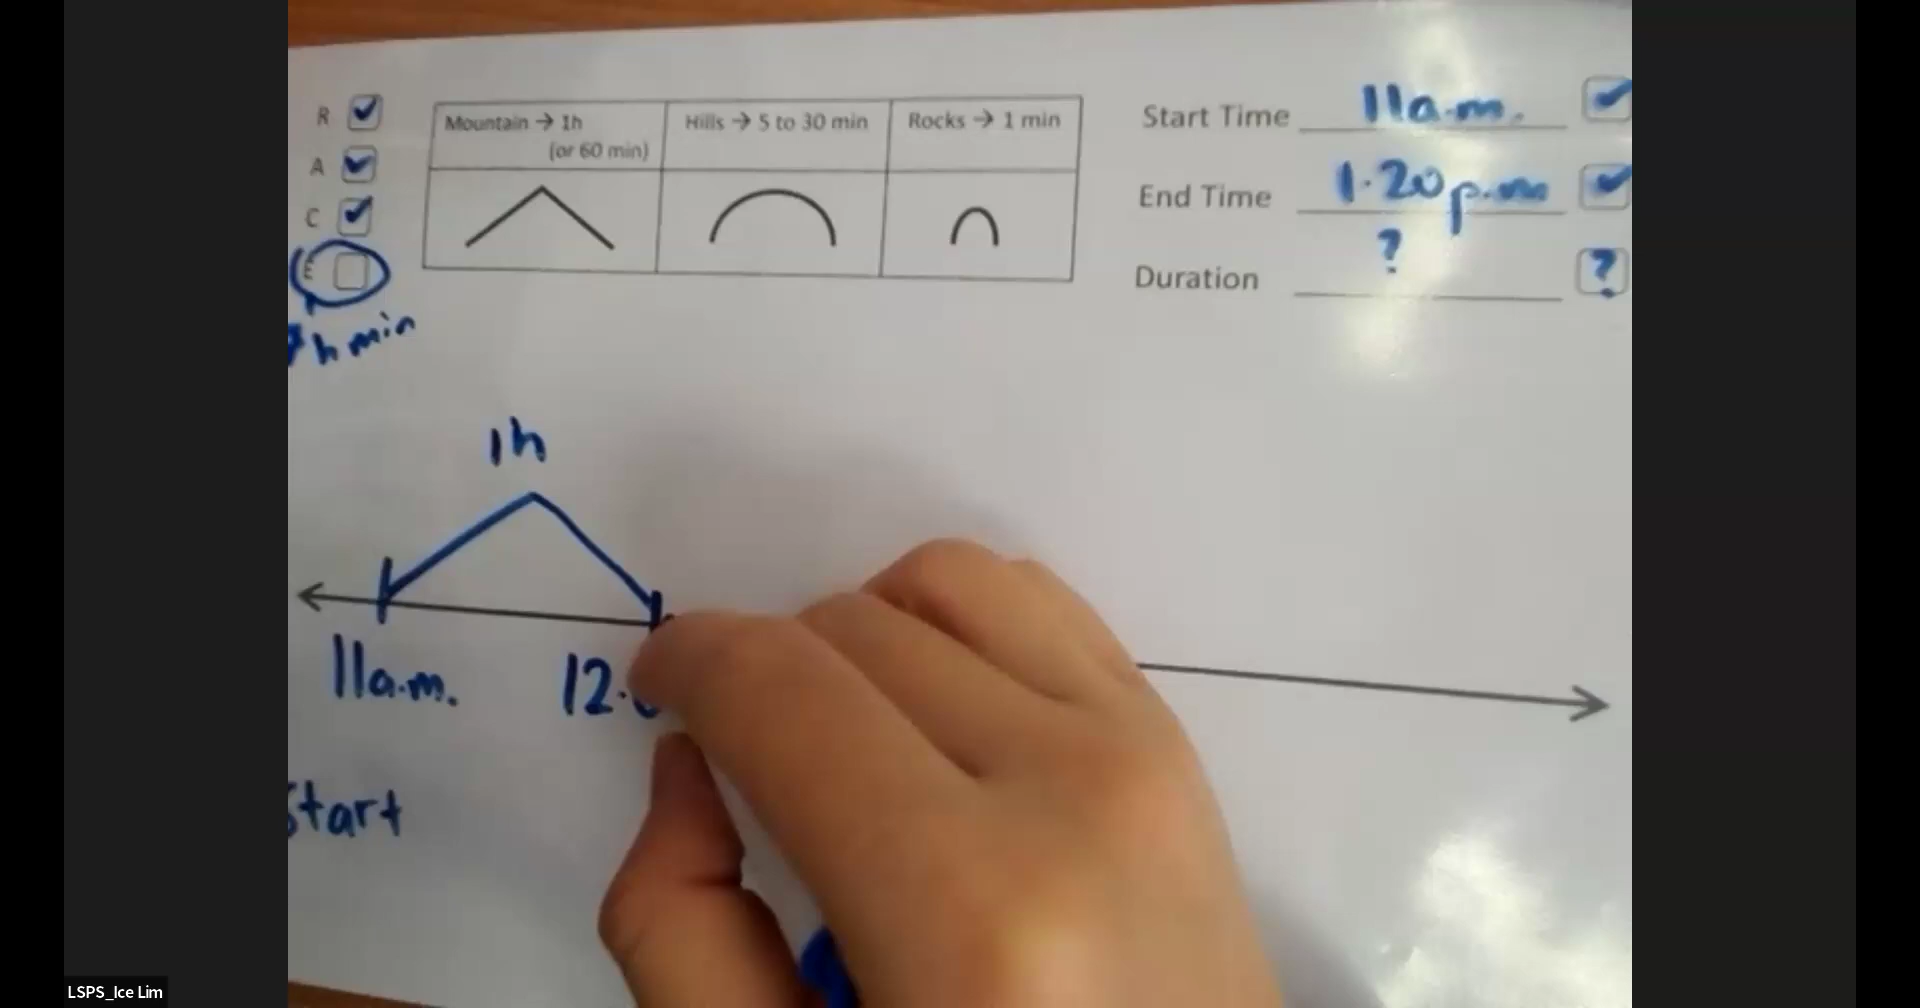 R
A
C
E
h min
Mountain → 1h
(or 60 min)
Hills → 5 to 30 min
Rocks → 1 min
Start Time 11a.m.
End Time 1.20p.m
?
Duration
?
1h
11a.m.
12.
Start
LSPS_Ice Lim